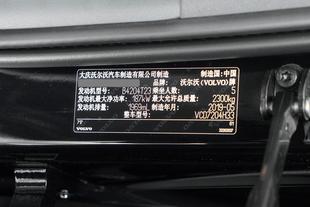 大庆沃尔沃汽车制造有限公司制造 制造国:中国
发动机型号 B4204T23 品牌 沃尔沃(VOLVO)牌
发动机最大净功率 187kW 乘坐人数 5
发动机排量 1969mL 最大允许总质量 2300kg
制造年月 2019-05
整车型号 VCD7204H33
VOLVO